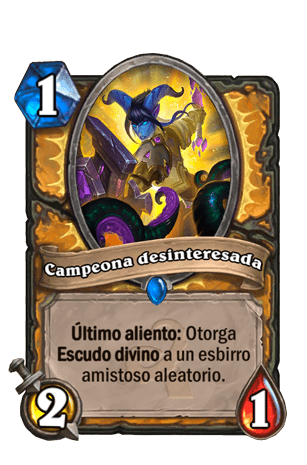 1
Campeona desinteresada
Último aliento: Otorga
Escudo divino a un esbirro
amistoso aleatorio.
2
1